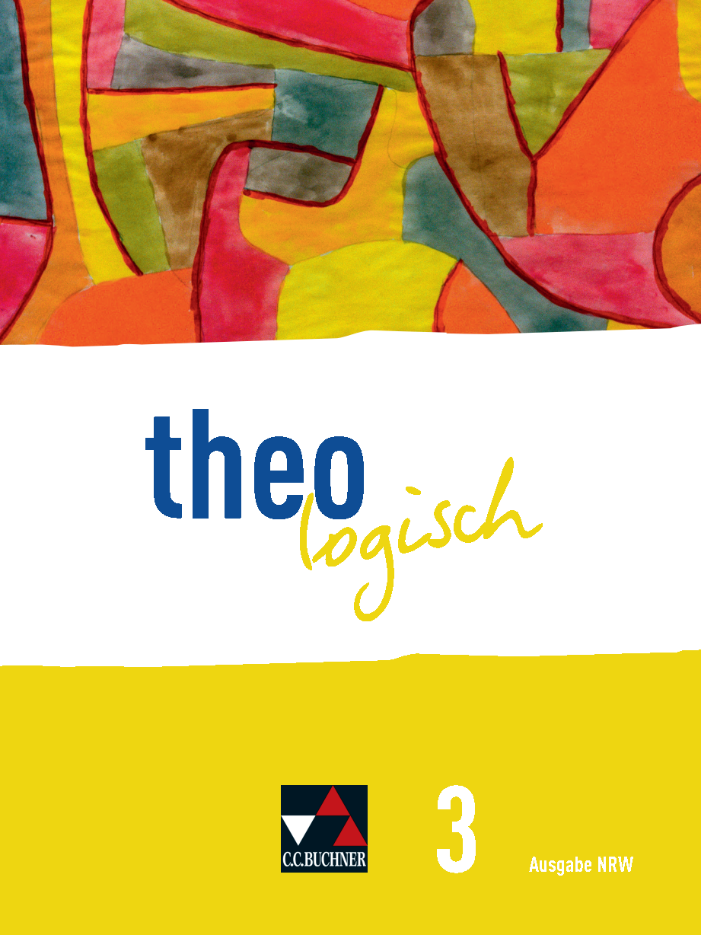 theo
logisch
C.C.BUCHNER
3
Ausgabe NRW